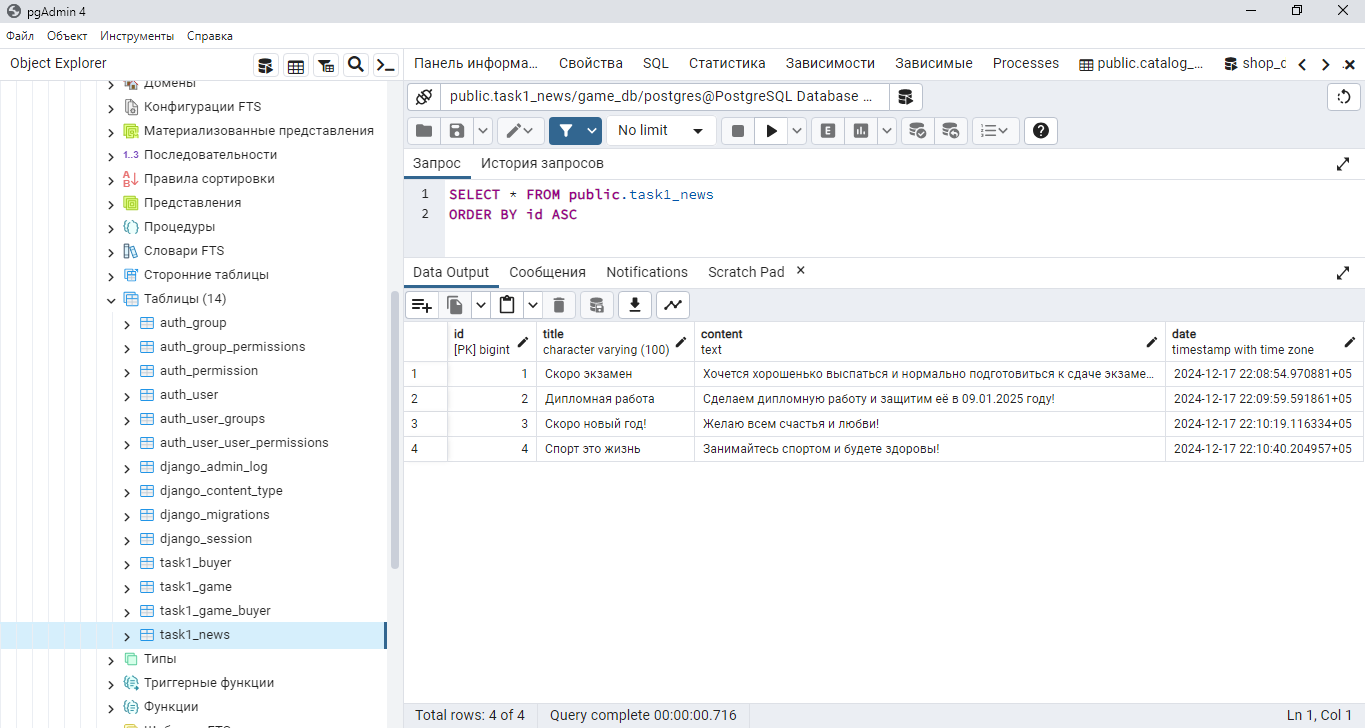 pgAdmin 4
Файл Объект Инструменты Справка
Object Explorer
Панель информа... Свойства SQL Статистика Зависимости Зависимые Processes public.catalog_... shop_c
public.task1_news/game_db/postgres@PostgreSQL Database ...
No limit
E
Запрос История запросов
1 SELECT * FROM public.task1_news
2 ORDER BY id ASC
Data Output Сообщения Notifications Scratch Pad
id title content date
[PK] bigint character varying (100) text timestamp with time zone
1 1 Скоро экзамен Хочется хорошенько выспаться и нормально подготовиться к сдаче экзаме... 2024-12-17 22:08:54.970881+05
2 2 Дипломная работа Сделаем дипломную работу и защитим её в 09.01.2025 году! 2024-12-17 22:09:59.591861+05
3 3 Скоро новый год! Желаю всем счастья и любви! 2024-12-17 22:10:19.116334+05
4 4 Спорт это жизнь Занимайтесь спортом и будете здоровы! 2024-12-17 22:10:40.204957+05
Домены
Конфигурации FTS
Материализованные представления
1..3 Последовательности
Правила сортировки
Представления
Процедуры
Словари FTS
Сторонние таблицы
Таблицы (14)
auth_group
auth_group_permissions
auth_permission
auth_user
auth_user_groups
auth_user_user_permissions
django_admin_log
django_content_type
django_migrations
django_session
task1_buyer
task1_game
task1_game_buyer
task1_news
Типы
Триггерные функции
Функции
Total rows: 4 of 4 Query complete 00:00:00.716 Ln 1, Col 1